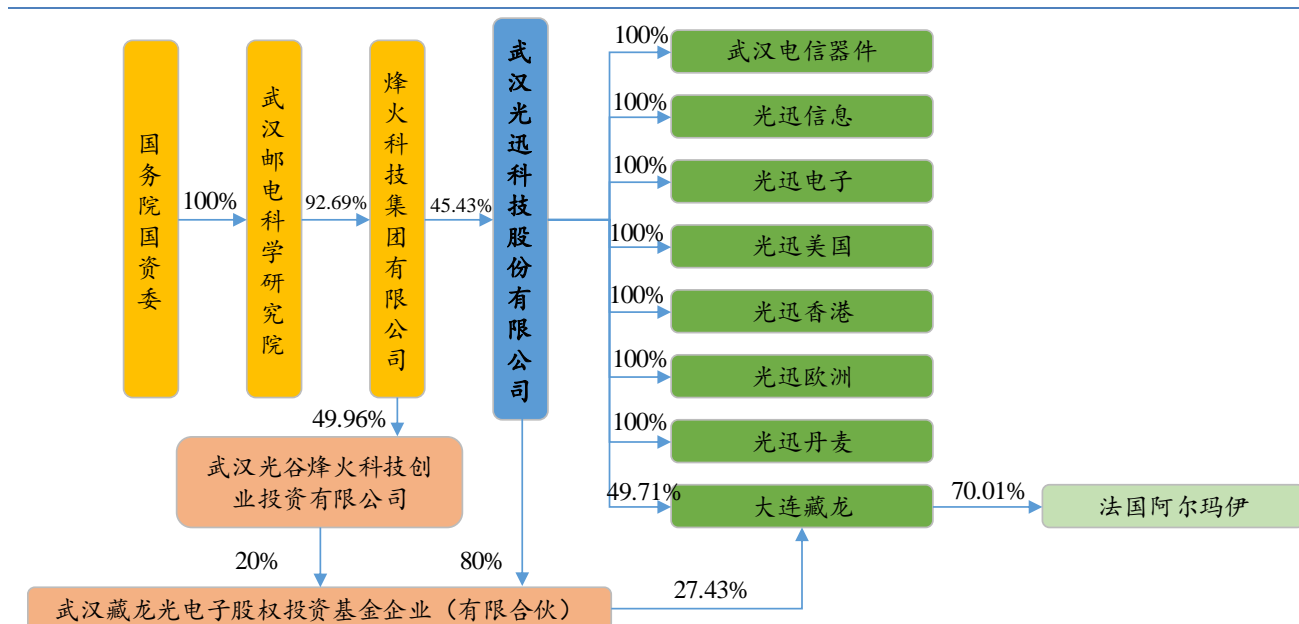 国务院国资委
100%
武汉邮电科学研究院
92.69%
烽火科技集团有限公司
45.43%
武汉光迅科技股份有限公司
100%
武汉电信器件
100%
光迅信息
100%
光迅电子
100%
光迅美国
100%
光迅香港
100%
光迅欧洲
100%
光迅丹麦
49.71%
大连藏龙
70.01%
法国阿尔玛伊
49.96%
武汉光谷烽火科技创
业投资有限公司
20%
80%
武汉藏龙光电子股权投资基金企业（有限合伙）
27.43%